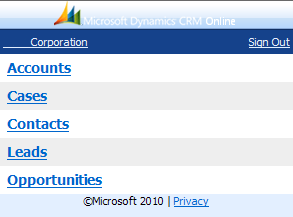 Microsoft Dynamics CRM Online
Corporation Sign Out
Accounts
Cases
Contacts
Leads
Opportunities
©Microsoft 2010 | Privacy